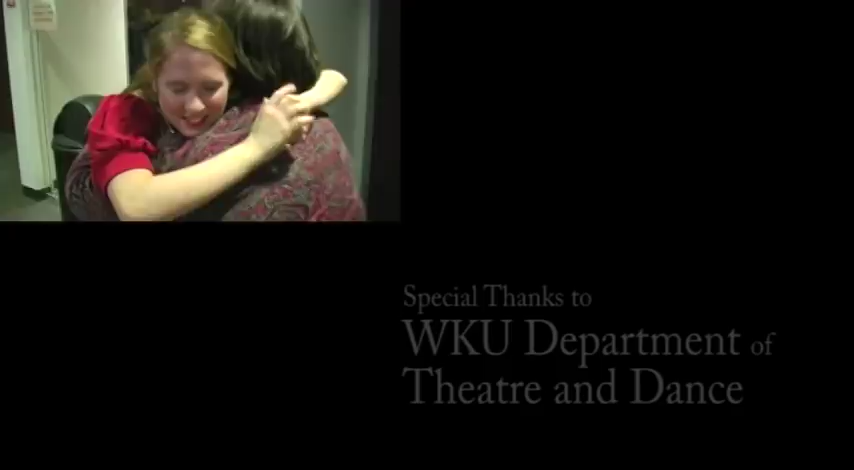 Special Thanks to
WKU Department of
Theatre and Dance